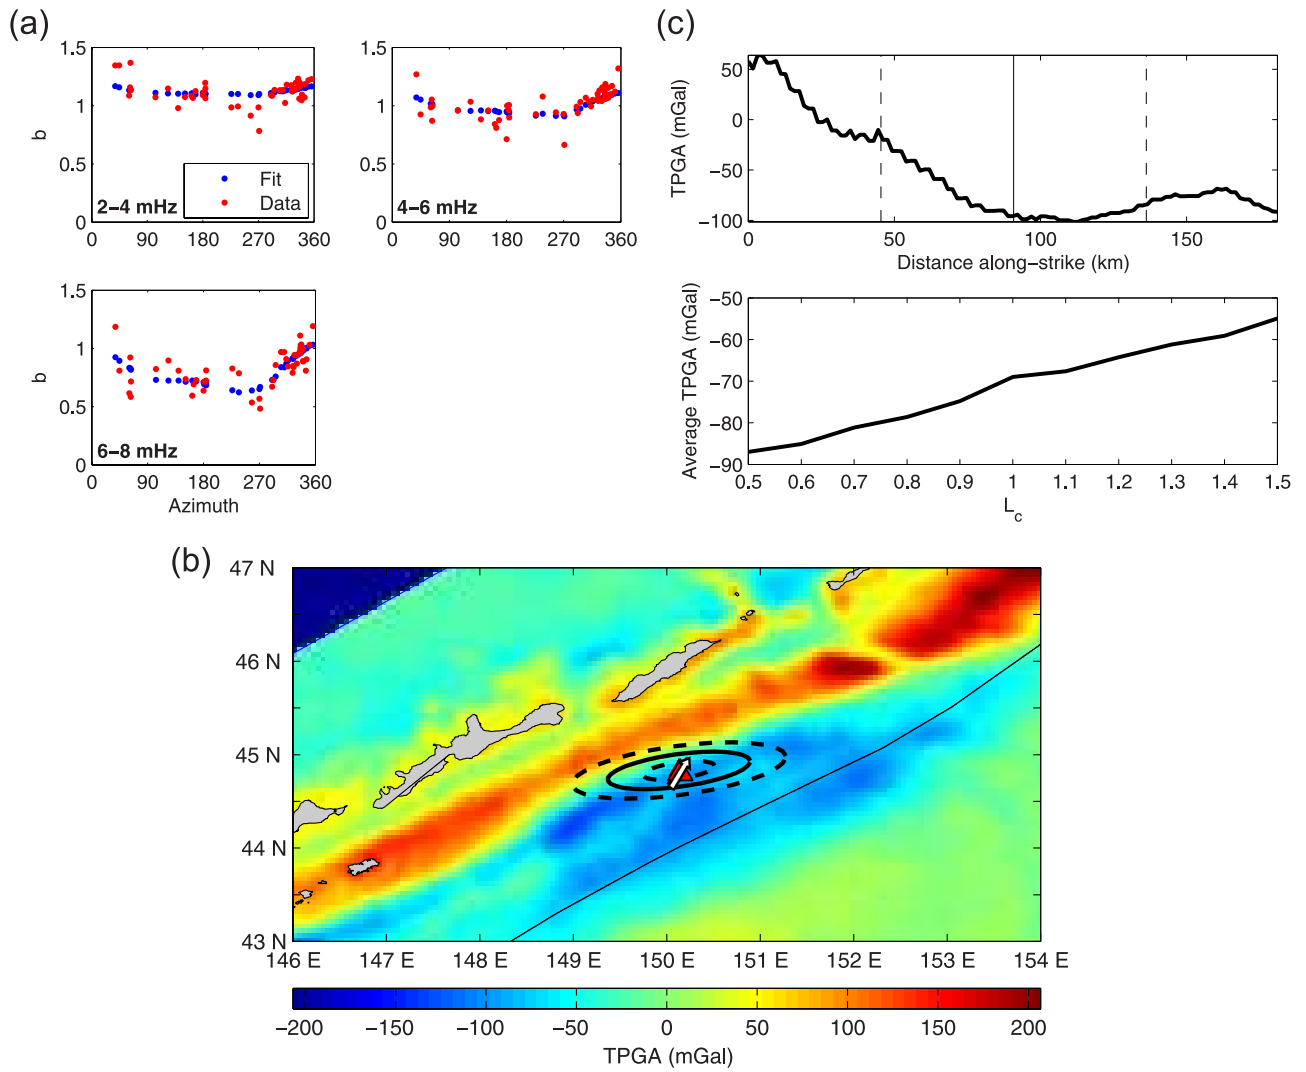 (a)
1.5
1
0.5
0
b
Fit
Data
2−4 mHz
0 90 180 270 360
1.5
1
0.5
0
4−6 mHz
0 90 180 270 360
1.5
1
0.5
0
b
6−8 mHz
0 90 180 270 360
Azimuth
(c)
50
0
−50
−100
TPGA (mGal)
0 50 100 150
Distance along−strike (km)
−50
−60
−70
−80
−90
Average TPGA (mGal)
0.5 0.6 0.7 0.8 0.9 1 1.1 1.2 1.3 1.4 1.5
Lc
(b)
47 N
46 N
45 N
44 N
43 N
146 E 147 E 148 E 149 E 150 E 151 E 152 E 153 E 154 E
−200 −150 −100 −50 0 50 100 150 200
TPGA (mGal)